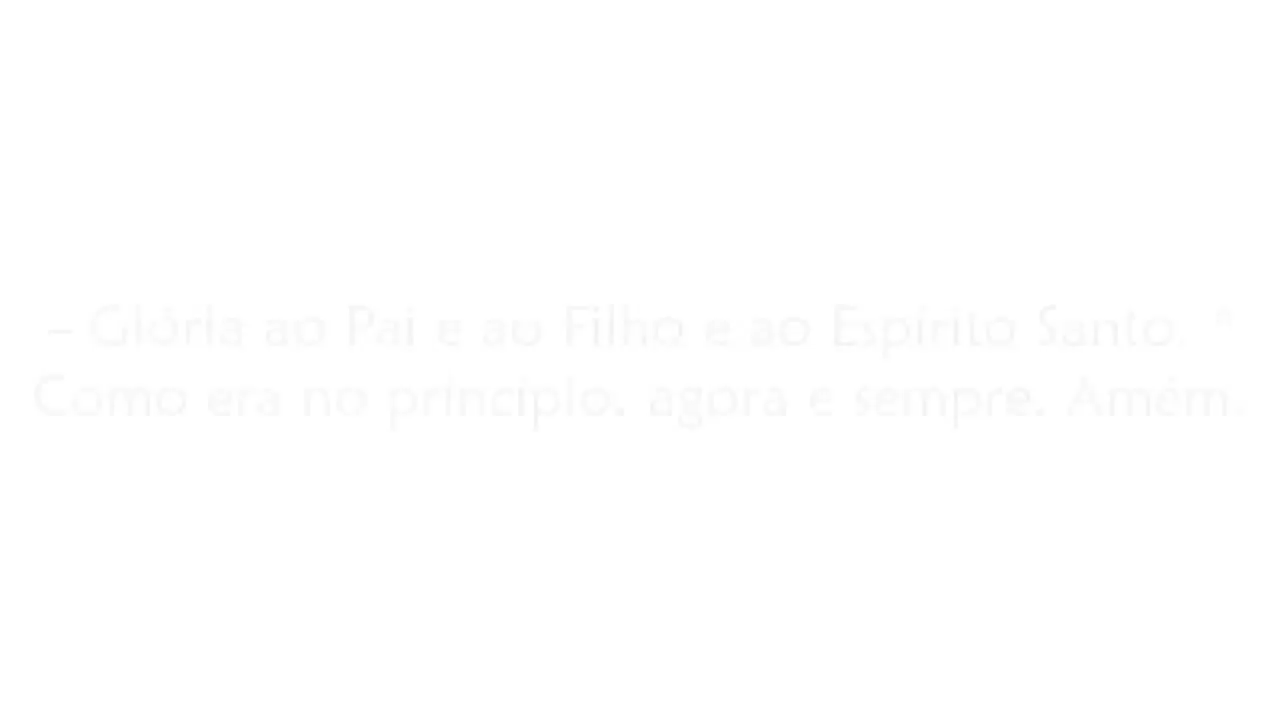 – Glória ao Pai e ao Filho e ao Espírito Santo. *
Como era no princípio, agora e sempre. Amém.